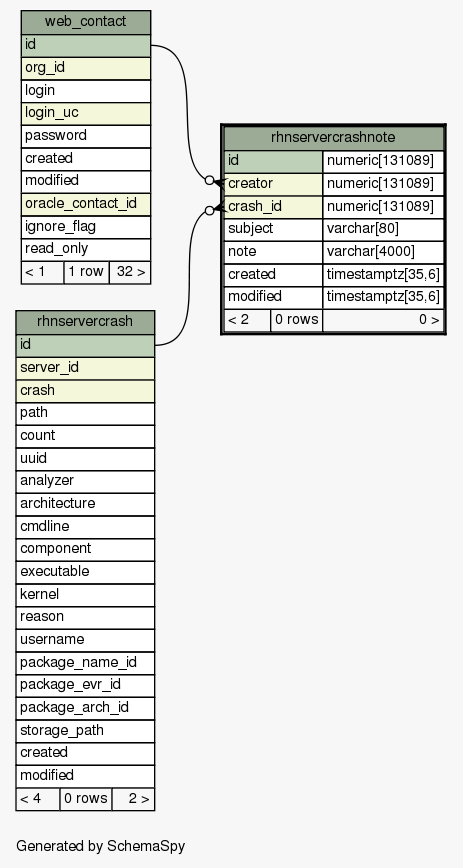 web_contact
id
org_id
login
login_uc
password
created
modified
oracle_contact_id
ignore_flag
read_only
< 1 1 row 32 >
rhnservercrashnote
id numeric[131089]
creator numeric[131089]
crash_id numeric[131089]
subject varchar[80]
note varchar[4000]
created timestamptz[35,6]
modified timestamptz[35,6]
< 2 0 rows 0 >
rhnservercrash
id
server_id
crash
path
count
uuid
analyzer
architecture
cmdline
component
executable
kernel
reason
username
package_name_id
package_evr_id
package_arch_id
storage_path
created
modified
< 4 0 rows 2 >
Generated by SchemaSpy